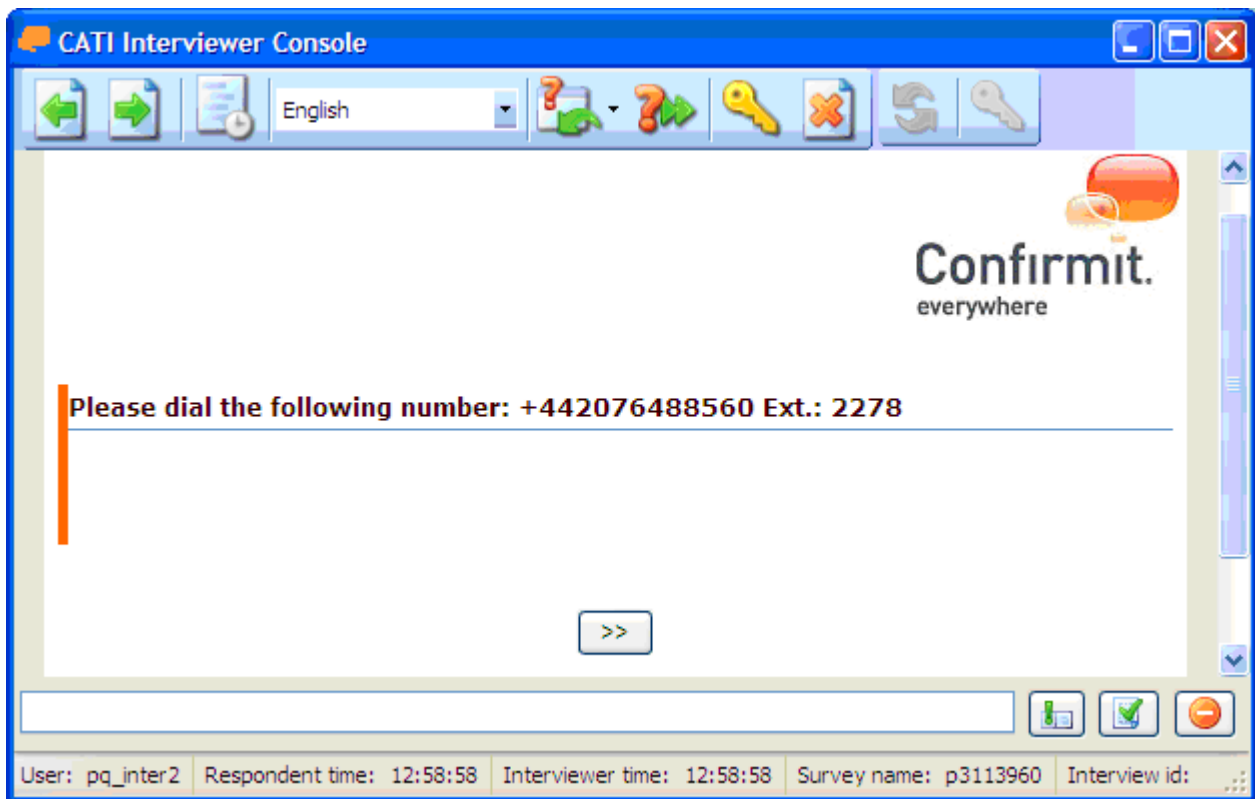 CATI Interviewer Console
English
Confirmit.
everywhere
Please dial the following number: +442076488560 Ext.: 2278
>>
User: pq_inter2 Respondent time: 12:58:58 Interviewer time: 12:58:58 Survey name: p3113960 Interview id: